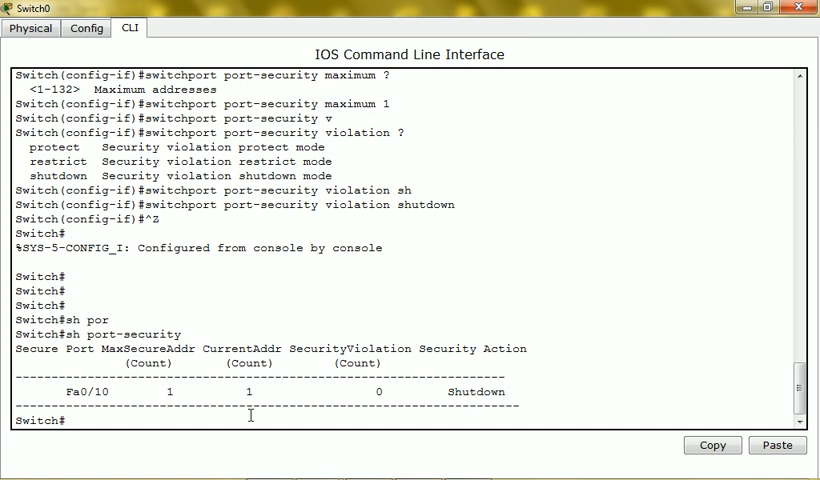 Switch0
Physical Config CLI
IOS Command Line Interface
Switch(config-if)#switchport port-security maximum ?
<1-132> Maximum addresses
Switch(config-if)#switchport port-security maximum 1
Switch(config-if)#switchport port-security v
Switch(config-if)#switchport port-security violation ?
protect Security violation protect mode
restrict Security violation restrict mode
shutdown Security violation shutdown mode
Switch(config-if)#switchport port-security violation sh
Switch(config-if)#switchport port-security violation shutdown
Switch(config-if)#^Z
Switch#
%SYS-5-CONFIG_I: Configured from console by console
Switch#
Switch#
Switch#
Switch#sh por
Switch#sh port-security
Secure Port MaxSecureAddr CurrentAddr SecurityViolation Security Action
(Count) (Count) (Count)
--------------------------------------------------------------------
Fa0/10 1 1 0 Shutdown
----------------------------------------------------------------------
Switch#
Copy Paste